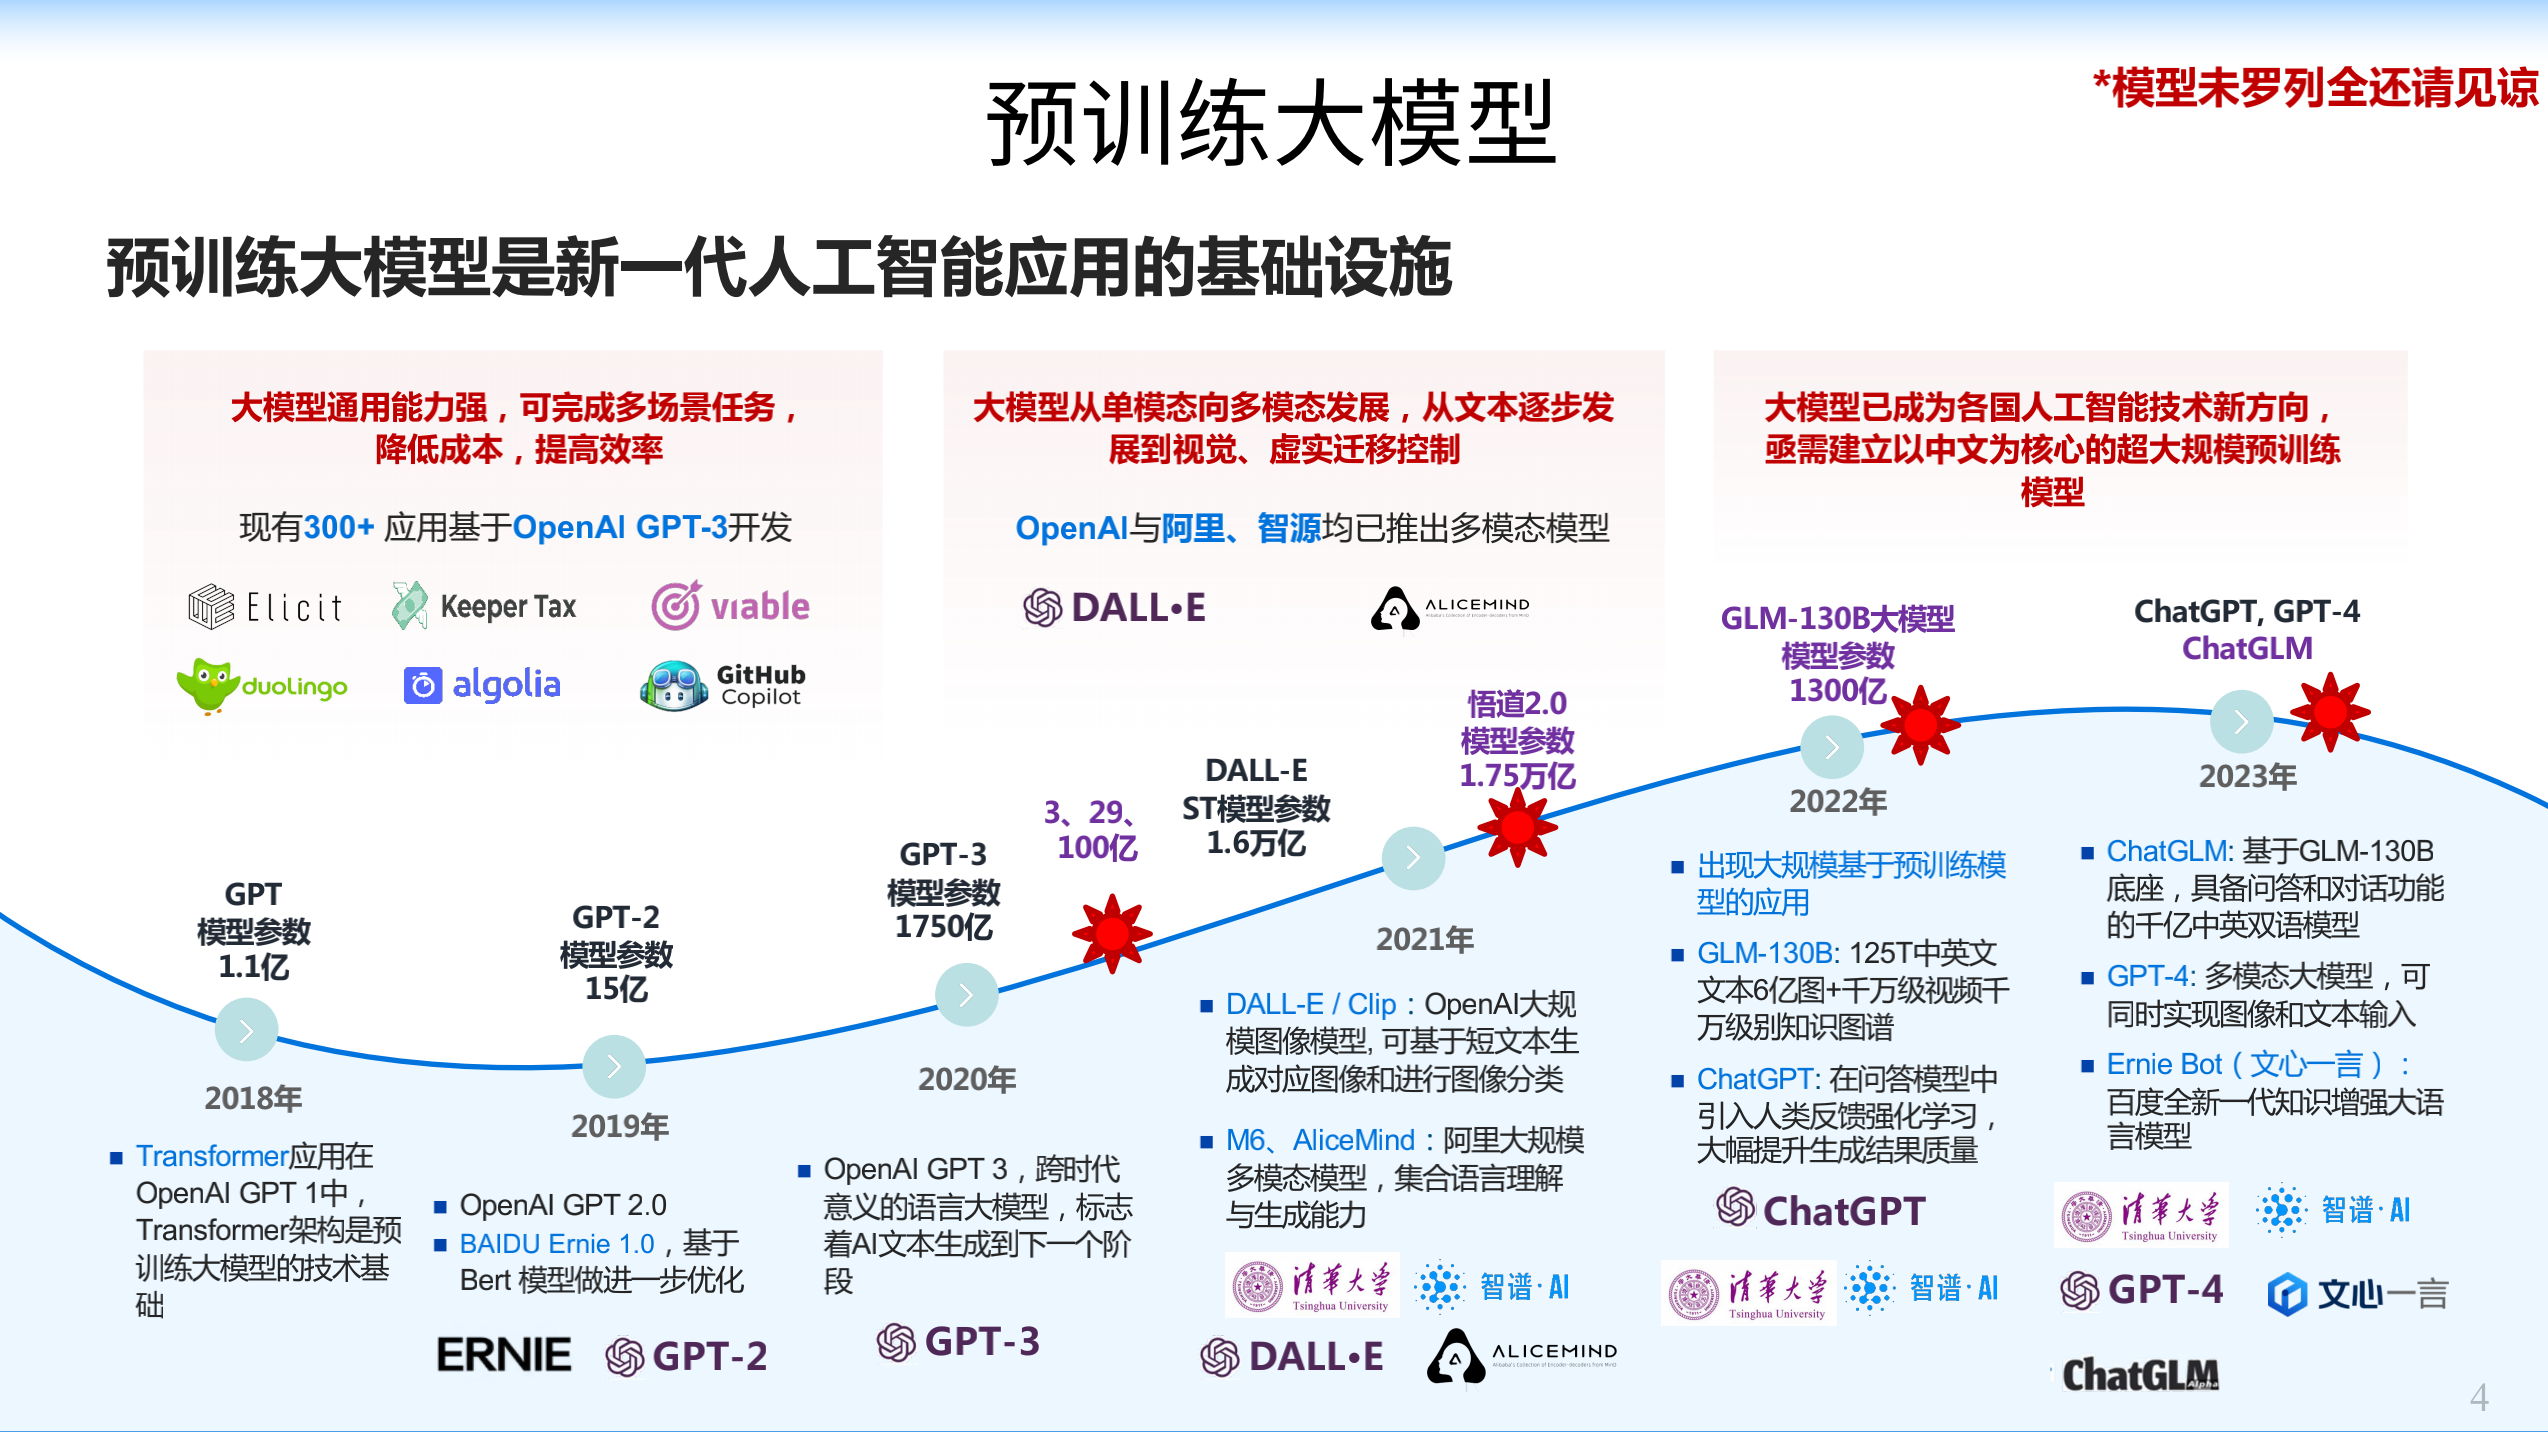 *模型未罗列全还请见谅
预训练大模型
预训练大模型是新一代人工智能应用的基础设施
大模型通用能力强，可完成多场景任务，
降低成本，提高效率
现有300+ 应用基于OpenAI GPT-3开发
Elicit
Keeper Tax
viable
duolingo
algolia
GitHub
Copilot
大模型从单模态向多模态发展，从文本逐步发
展到视觉、虚实迁移控制
OpenAI与阿里、智源均已推出多模态模型
DALL•E
ALICEMIND
大模型已成为各国人工智能技术新方向，
亟需建立以中文为核心的超大规模预训练
模型
GPT
模型参数
1.1亿
2018年
Transformer应用在
OpenAI GPT 1中，
Transformer架构是预
训练大模型的技术基
础
GPT-2
模型参数
15亿
2019年
OpenAI GPT 2.0
BAIDU Ernie 1.0，基于
Bert 模型做进一步优化
ERNIE
GPT-2
GPT-3
模型参数
1750亿
3、29、
100亿
2020年
OpenAI GPT 3，跨时代
意义的语言大模型，标志
着AI文本生成到下一个阶
段
GPT-3
DALL-E
ST模型参数
1.6万亿
悟道2.0
模型参数
1.75万亿
2021年
DALL-E / Clip：OpenAI大规
模图像模型, 可基于短文本生
成对应图像和进行图像分类
M6、AliceMind：阿里大规模
多模态模型，集合语言理解
与生成能力
清华大学
Tsinghua University
智谱·AI
DALL•E
ALICEMIND
GLM-130B大模型
模型参数
1300亿
2022年
出现大规模基于预训练模
型的应用
GLM-130B: 125T中英文
文本6亿图+千万级视频千
万级别知识图谱
ChatGPT: 在问答模型中
引入人类反馈强化学习，
大幅提升生成结果质量
ChatGPT
清华大学
Tsinghua University
智谱·AI
ChatGPT, GPT-4
ChatGLM
2023年
ChatGLM: 基于GLM-130B
底座，具备问答和对话功能
的千亿中英双语模型
GPT-4: 多模态大模型，可
同时实现图像和文本输入
Ernie Bot（文心一言）：
百度全新一代知识增强大语
言模型
清华大学
Tsinghua University
智谱·AI
GPT-4
文心一言
ChatGLM
Alpha
4